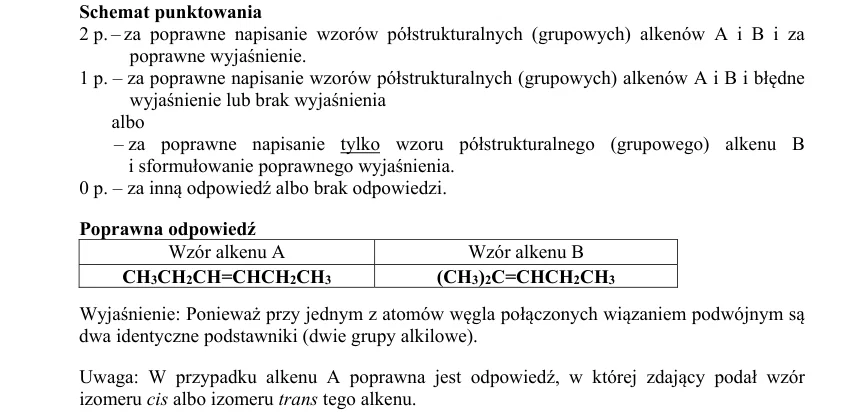 Schemat punktowania
2 p. – za poprawne napisanie wzorów półstrukturalnych (grupowych) alkenów A i B i za
poprawne wyjaśnienie.
1 p. – za poprawne napisanie wzorów półstrukturalnych (grupowych) alkenów A i B i błędne
wyjaśnienie lub brak wyjaśnienia
albo
– za poprawne napisanie tylko wzoru półstrukturalnego (grupowego) alkenu B
i sformułowanie poprawnego wyjaśnienia.
0 p. – za inną odpowiedź albo brak odpowiedzi.
Poprawna odpowiedź
Wzór alkenu A Wzór alkenu B
CH₃CH₂CH=CHCH₂CH₃ (CH₃)₂C=CHCH₂CH₃
Wyjaśnienie: Ponieważ przy jednym z atomów węgla połączonych wiązaniem podwójnym są
dwa identyczne podstawniki (dwie grupy alkilowe).
Uwaga: W przypadku alkenu A poprawna jest odpowiedź, w której zdający podał wzór
izomeru cis albo izomeru trans tego alkenu.